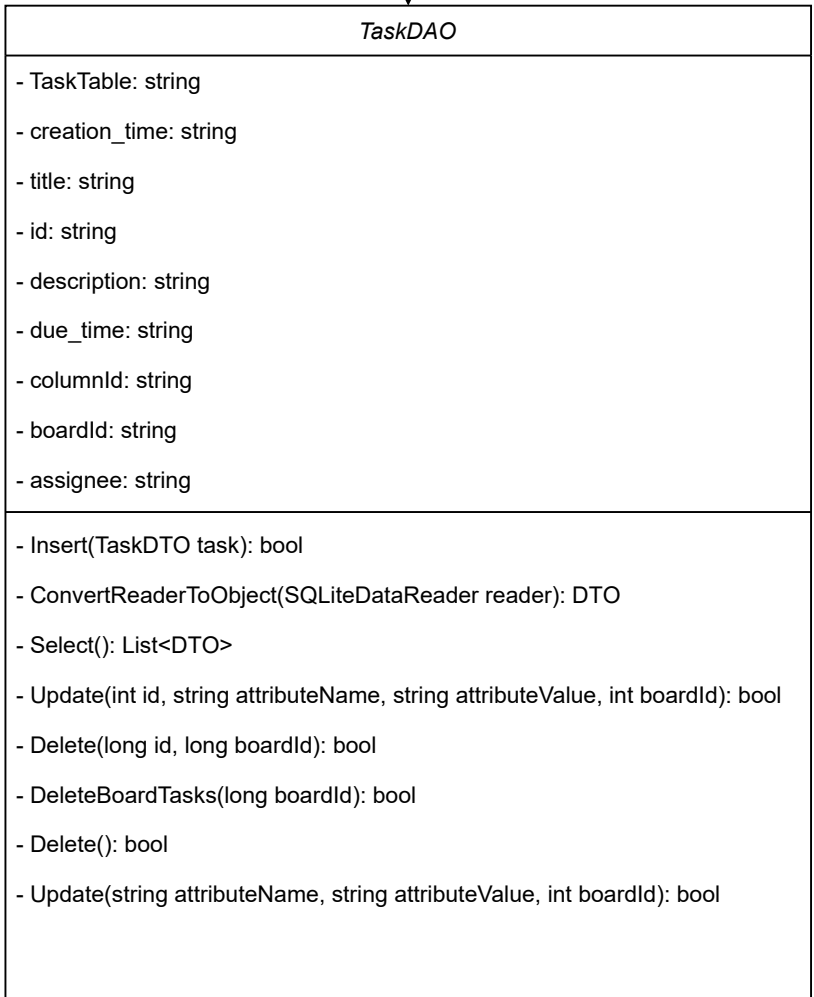 TaskDAO
- TaskTable: string
- creation_time: string
- title: string
- id: string
- description: string
- due_time: string
- columnId: string
- boardId: string
- assignee: string
- Insert(TaskDTO task): bool
- ConvertReaderToObject(SQLiteDataReader reader): DTO
- Select(): List<DTO>
- Update(int id, string attributeName, string attributeValue, int boardId): bool
- Delete(long id, long boardId): bool
- DeleteBoardTasks(long boardId): bool
- Delete(): bool
- Update(string attributeName, string attributeValue, int boardId): bool